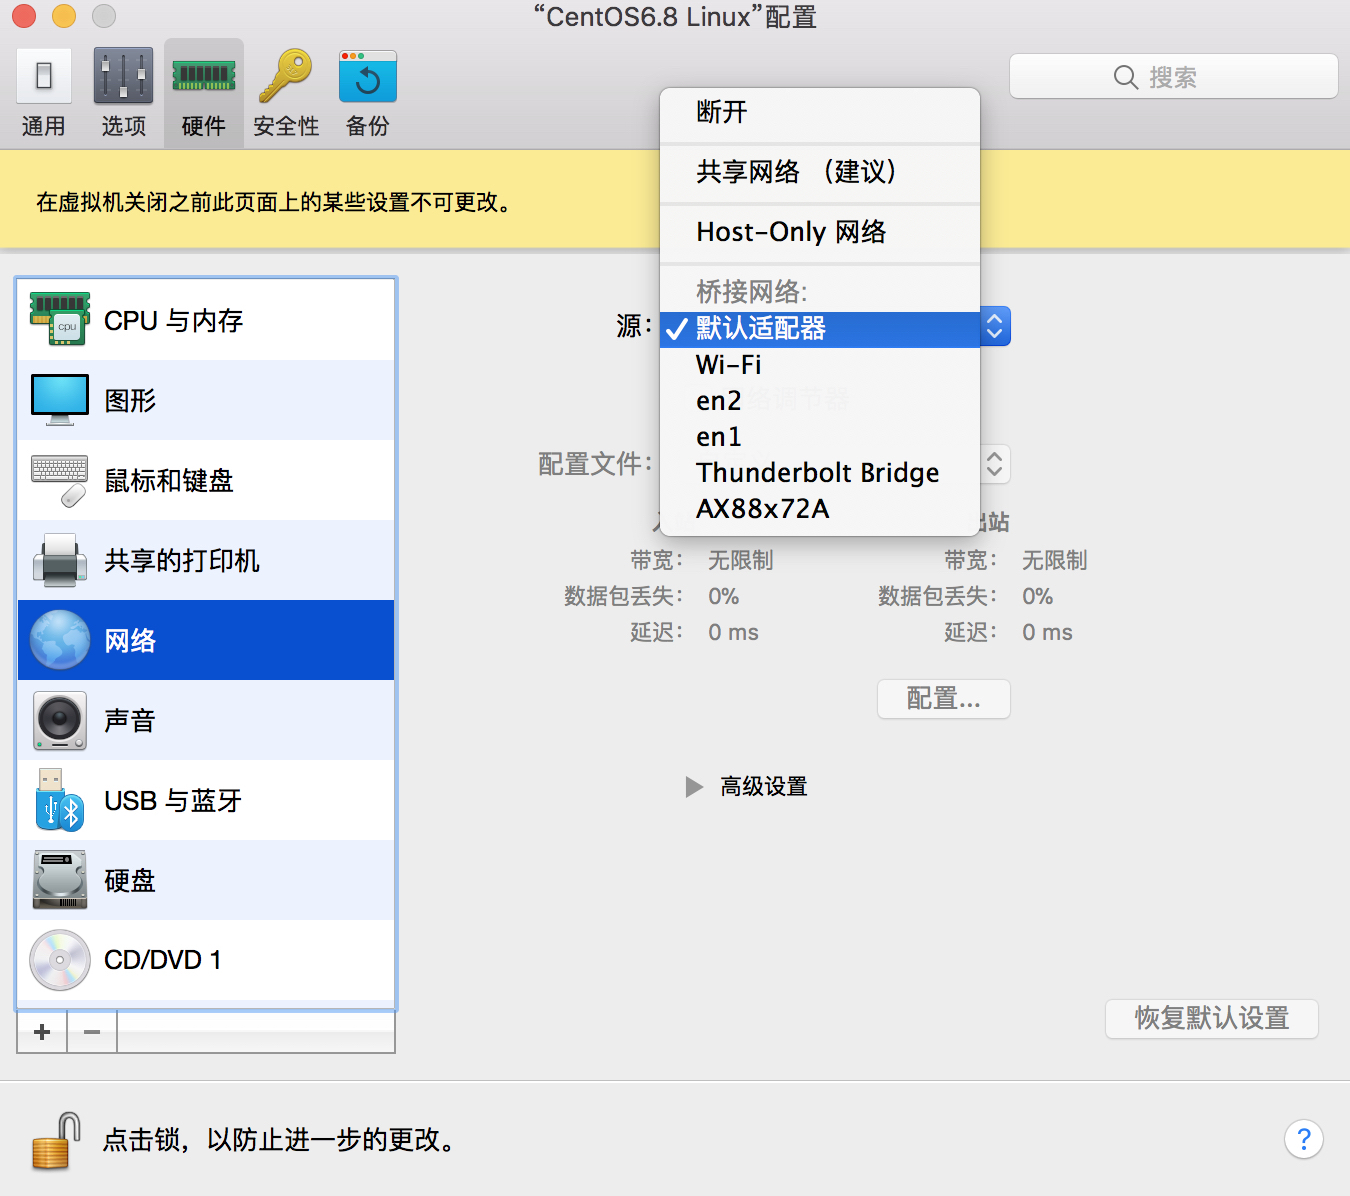 “CentOS6.8 Linux”配置
通用
选项
硬件
安全性
备份
搜索
在虚拟机关闭之前此页面上的某些设置不可更改。
断开
共享网络 （建议）
Host-Only 网络
桥接网络:
源：
默认适配器
Wi-Fi
en2
en1
Thunderbolt Bridge
AX88x72A
CPU 与内存
图形
鼠标和键盘
共享的打印机
网络
声音
USB 与蓝牙
硬盘
CD/DVD 1
cpu
配置文件：
出站
带宽： 无限制
数据包丢失： 0%
延迟： 0 ms
带宽： 无限制
数据包丢失： 0%
延迟： 0 ms
配置...
高级设置
恢复默认设置
+ −
点击锁，以防止进一步的更改。
?